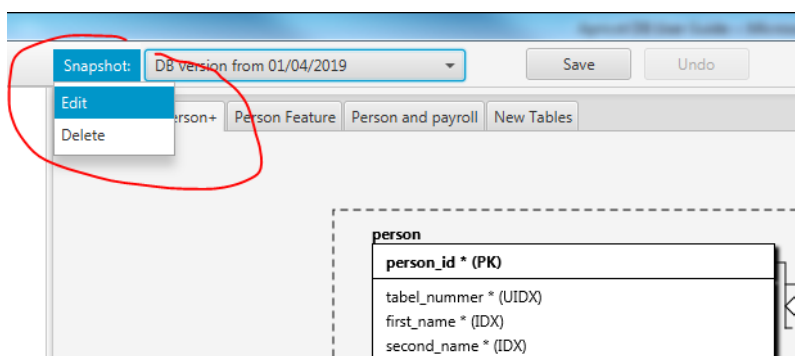 Snapshot: DB version from 01/04/2019 Save Undo
Edit
Delete
erson+ Person Feature Person and payroll New Tables
person
person_id * (PK)
tabel_nummer * (UIDX)
first_name * (IDX)
second_name * (IDX)